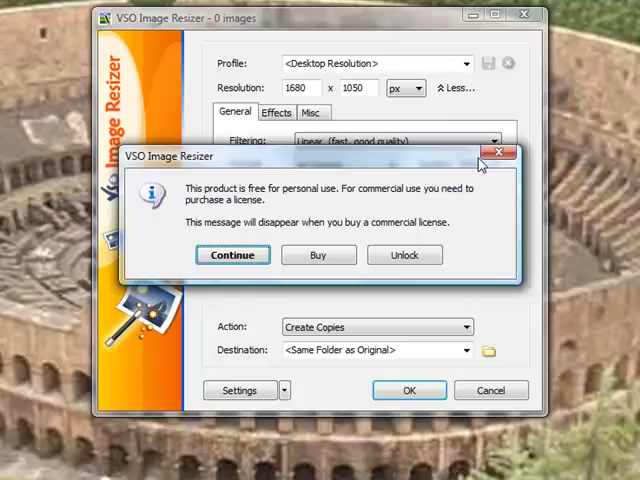 VSO Image Resizer - 0 images
Profile:
<Desktop Resolution>
Resolution:
1680
x
1050
px
Less...
General
Effects
Misc
Filtering:
Linear (fast, good quality)
VSO Image Resizer
This product is free for personal use. For commercial use you need to
purchase a license.
This message will disappear when you buy a commercial license.
Continue
Buy
Unlock
Action:
Create Copies
Destination:
<Same Folder as Original>
Settings
OK
Cancel
VSO Image Resizer